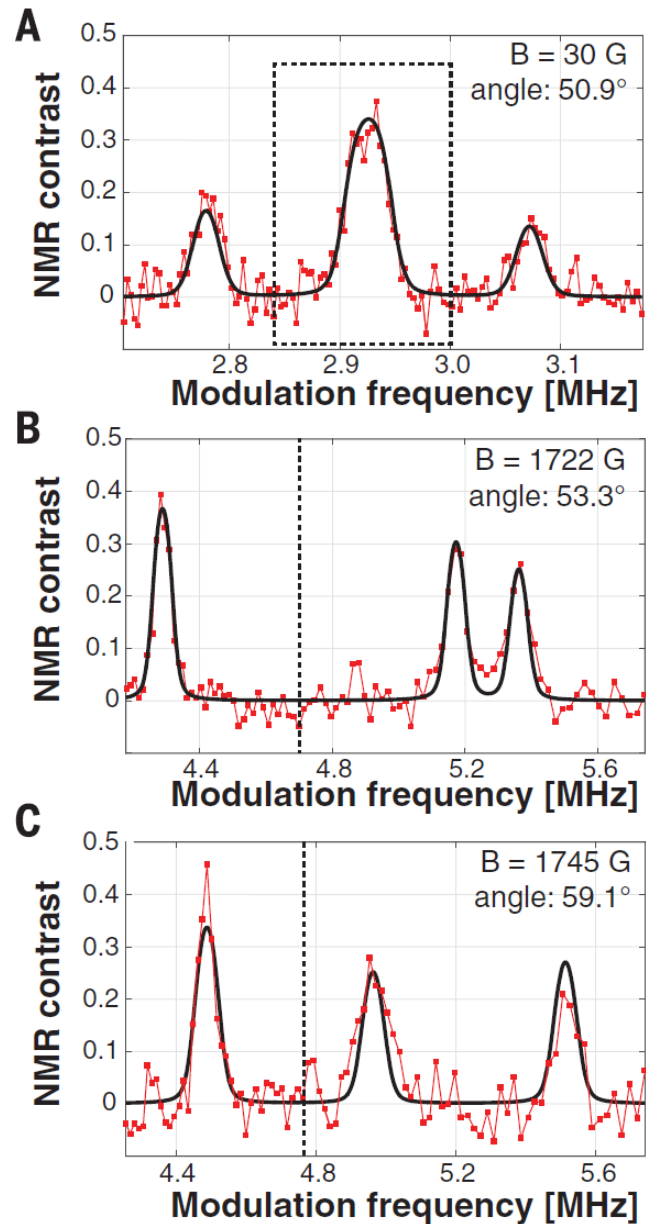 A
0.5
B = 30 G
angle: 50.9°
0.4
0.3
0.2
0.1
0
NMR contrast
2.8 2.9 3.0 3.1
Modulation frequency [MHz]
B
0.5
B = 1722 G
angle: 53.3°
0.4
0.3
0.2
0.1
0
NMR contrast
4.4 4.8 5.2 5.6
Modulation frequency [MHz]
C
0.5
B = 1745 G
angle: 59.1°
0.4
0.3
0.2
0.1
0
NMR contrast
4.4 4.8 5.2 5.6
Modulation frequency [MHz]